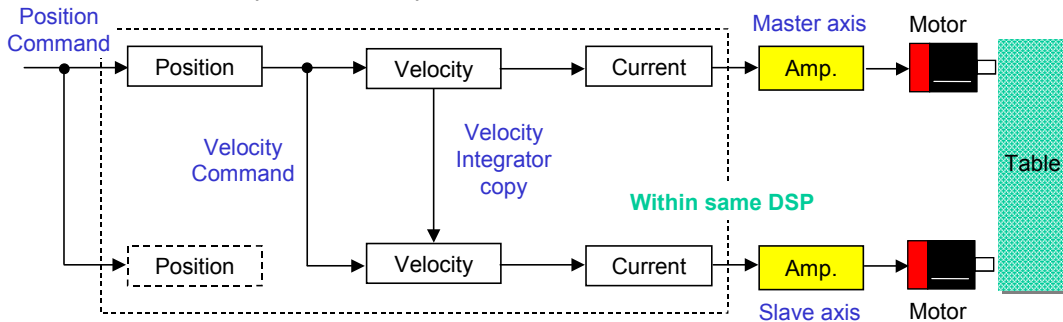 Position
Command
Master axis
Motor
Position
Velocity
Current
Amp.
Velocity
Command
Velocity
Integrator
copy
Table
Within same DSP
Position
Velocity
Current
Amp.
Slave axis
Motor